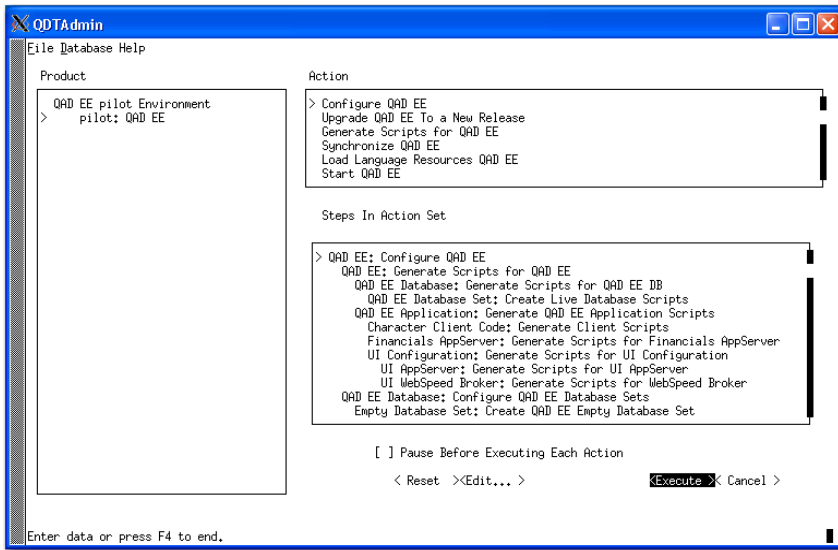 QDTAdmin
File Database Help
Product
QAD EE pilot Environment
> pilot: QAD EE
Action
> Configure QAD EE
Upgrade QAD EE To a New Release
Generate Scripts for QAD EE
Synchronize QAD EE
Load Language Resources QAD EE
Start QAD EE
Steps In Action Set
> QAD EE: Configure QAD EE
QAD EE: Generate Scripts for QAD EE
QAD EE Database: Generate Scripts for QAD EE DB
QAD EE Database Set: Create Live Database Scripts
QAD EE Application: Generate QAD EE Application Scripts
Character Client Code: Generate Client Scripts
Financials AppServer: Generate Scripts for Financials AppServer
UI Configuration: Generate Scripts for UI Configuration
UI AppServer: Generate Scripts for UI AppServer
UI WebSpeed Broker: Generate Scripts for WebSpeed Broker
QAD EE Database: Configure QAD EE Database Sets
Empty Database Set: Create QAD EE Empty Database Set
[ ] Pause Before Executing Each Action
< Reset ><Edit... > <Execute >< Cancel >
Enter data or press F4 to end.